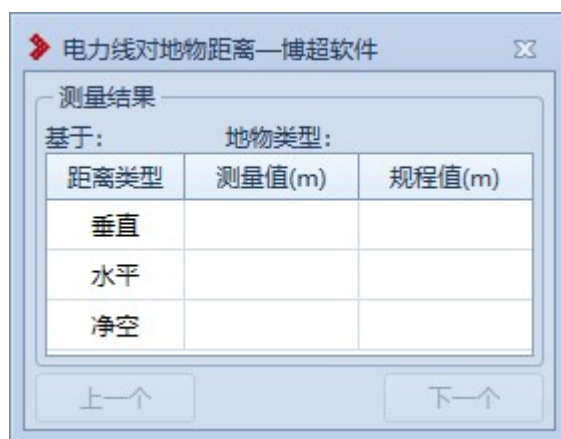 电力线对地物距离—博超软件
测量结果
基于: 地物类型:
距离类型 测量值(m) 规程值(m)
垂直
水平
净空
上一个 下一个